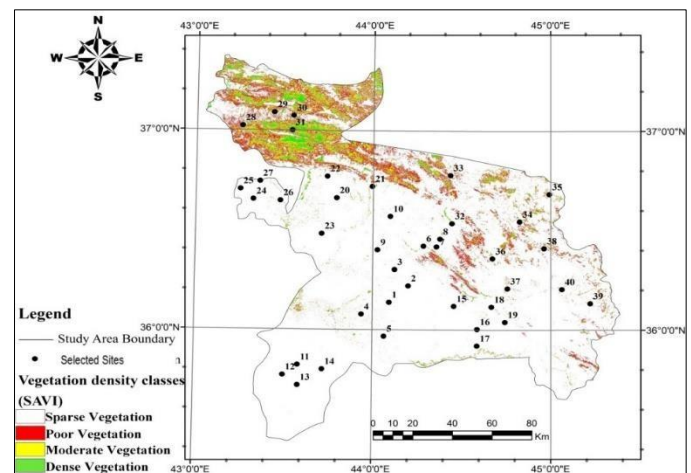 43°0'0"E 44°0'0"E 45°0'0"E
N
W E
S
37°0'0"N 37°0'0"N
36°0'0"N 36°0'0"N
29
30
28
31
27
25
24
26
22
21
20
33
35
10
23
32
34
8
6
9
38
36
3
2
37
40
39
1
4
15
18
19
5
16
17
11
14
12
13
Legend
Study Area Boundary
Selected Sites
Vegetation density classes
(SAVI)
Sparse Vegetation
Poor Vegetation
Moderate Vegetation
Dense Vegetation
0 10 20 40 60 80
Km
43°0'0"E 44°0'0"E 45°0'0"E